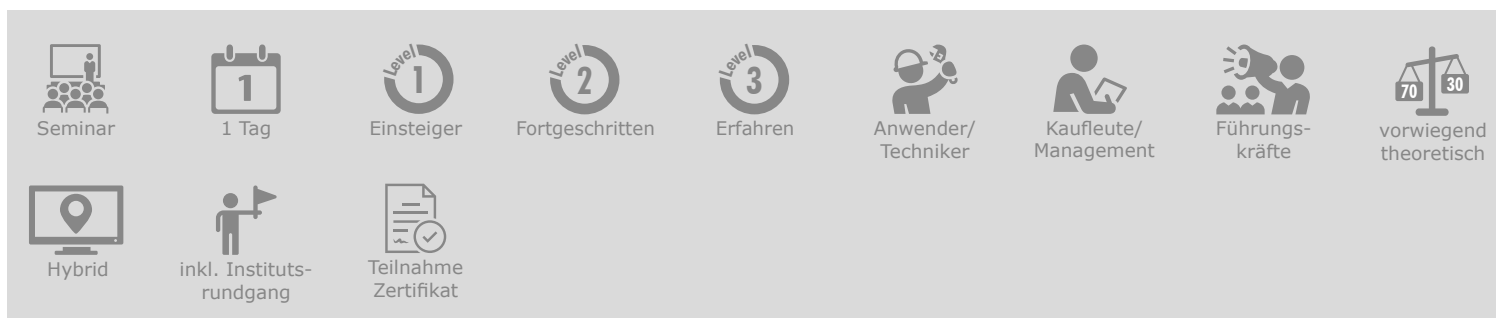 Seminar
1
1 Tag
Level
1
Einsteiger
Level
2
Fortgeschritten
Level
3
Erfahren
Anwender/
Techniker
Kaufleute/
Management
Führungs-
kräfte
70
30
vorwiegend
theoretisch
Hybrid
inkl. Instituts-
rundgang
Teilnahme
Zertifikat